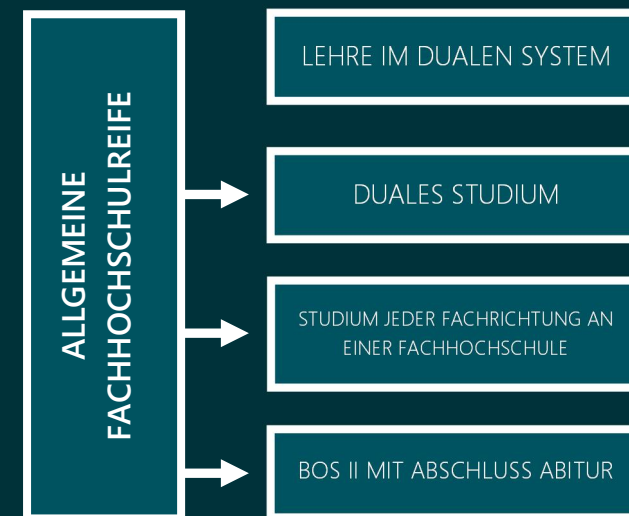 ALLGEMEINE
FACHHOCHSCHULREIFE
LEHRE IM DUALEN SYSTEM
DUALES STUDIUM
STUDIUM JEDER FACHRICHTUNG AN
EINER FACHHOCHSCHULE
BOS II MIT ABSCHLUSS ABITUR